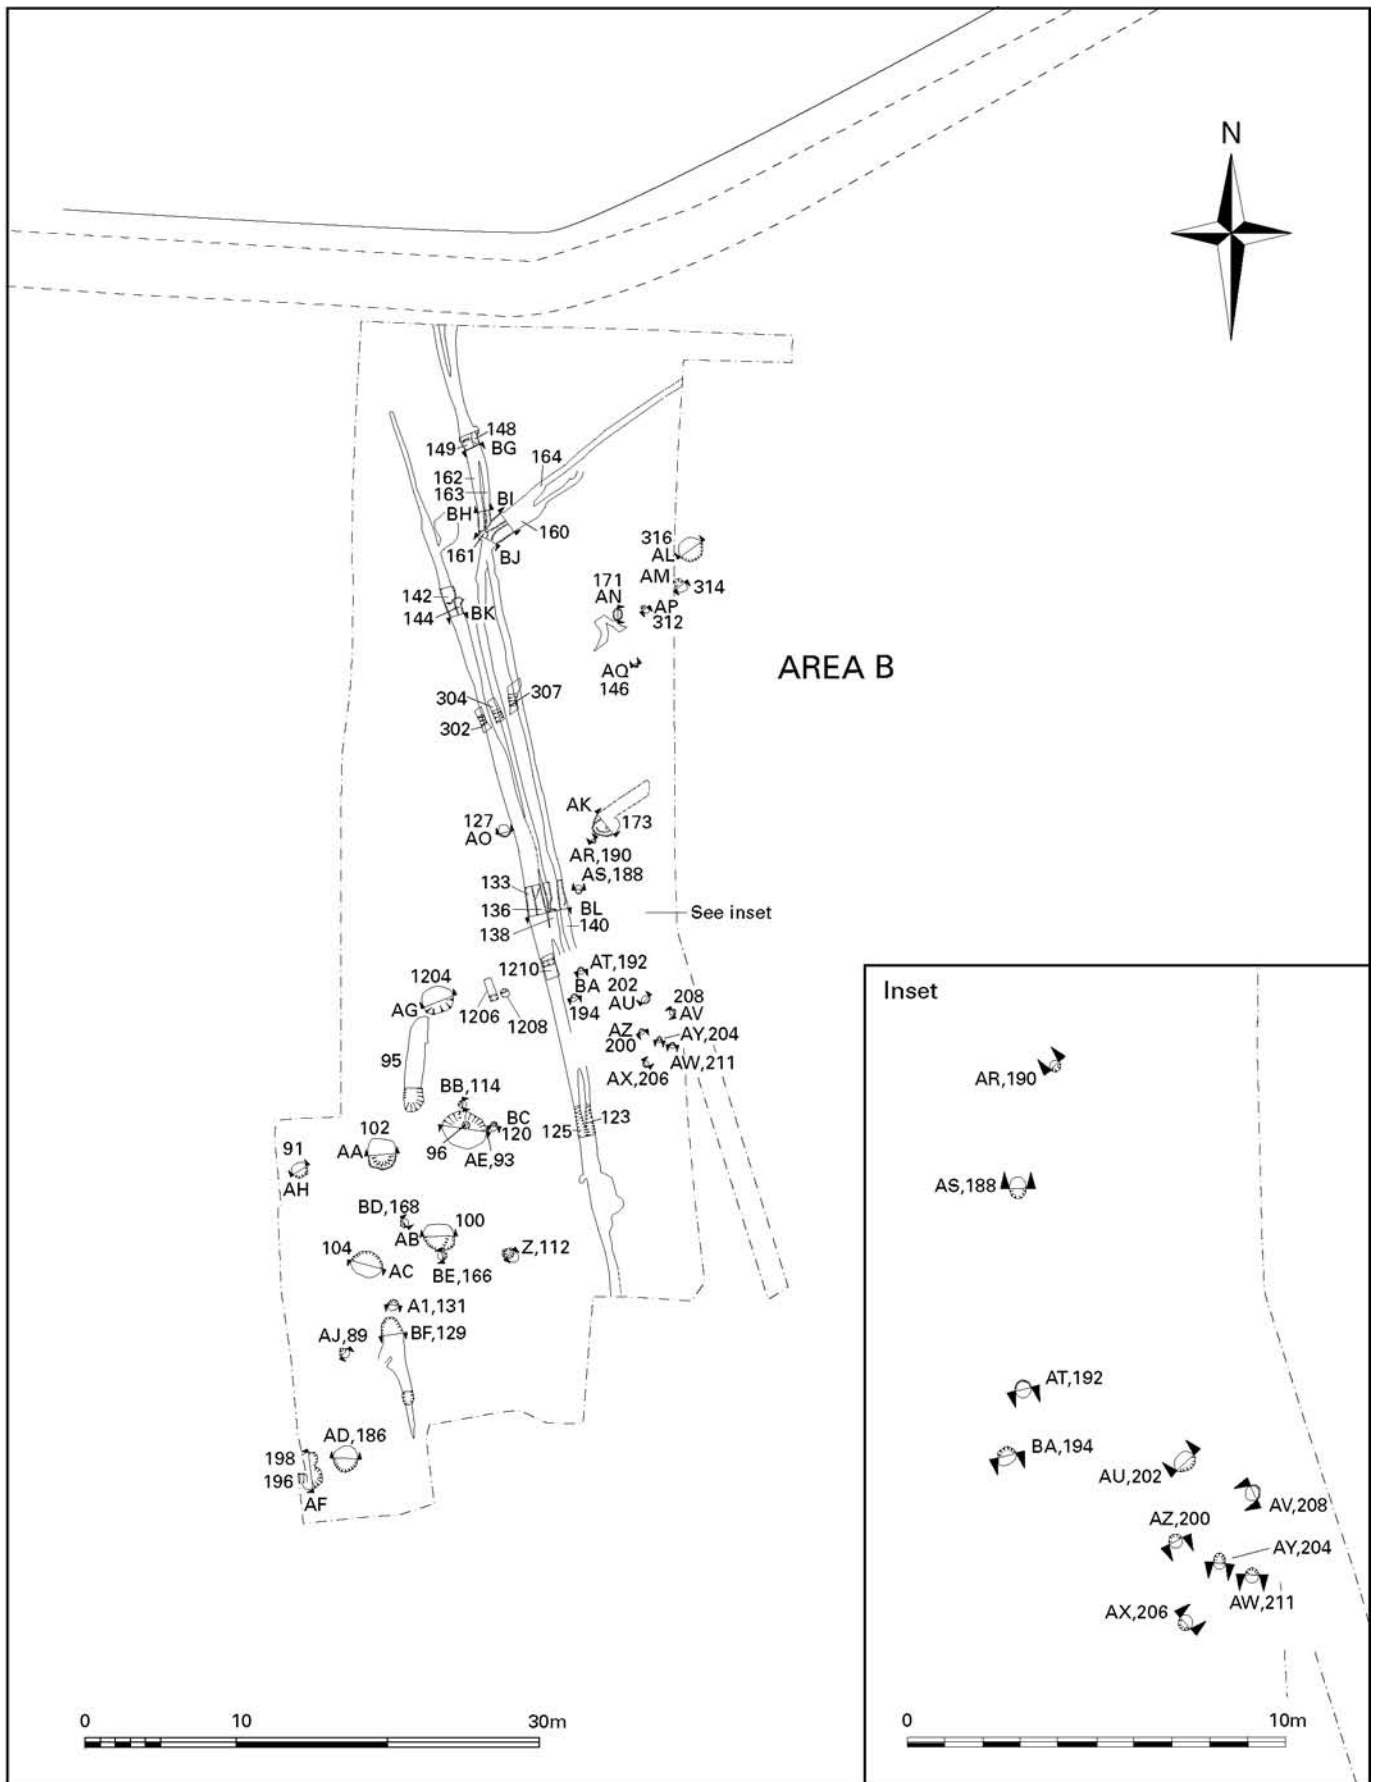 N
148
149
BG
164
162
163
BI
BH
160
161
BJ
316
AL
AM
171
314
AN
142
AP
144
BK
312
AREA B
AQ
146
304
307
302
AK
127
173
AO
AR,190
AS,188
133
136
BL
See inset
138
140
1210
AT,192
1204
BA
202
AU
208
AG
194
AV
1206
1208
AZ
200
AY,204
AW,211
95
AX,206
BB,114
BC
102
123
120
125
91
AA
96
AE,93
AH
BD,168
100
AB
104
Z,112
AC
BE,166
A1,131
AJ,89
BF,129
AD,186
198
196
AF
0 10 30m
Inset
AR,190
AS,188
AT,192
BA,194
AU,202
AV,208
AZ,200
AY,204
AW,211
AX,206
0 10m